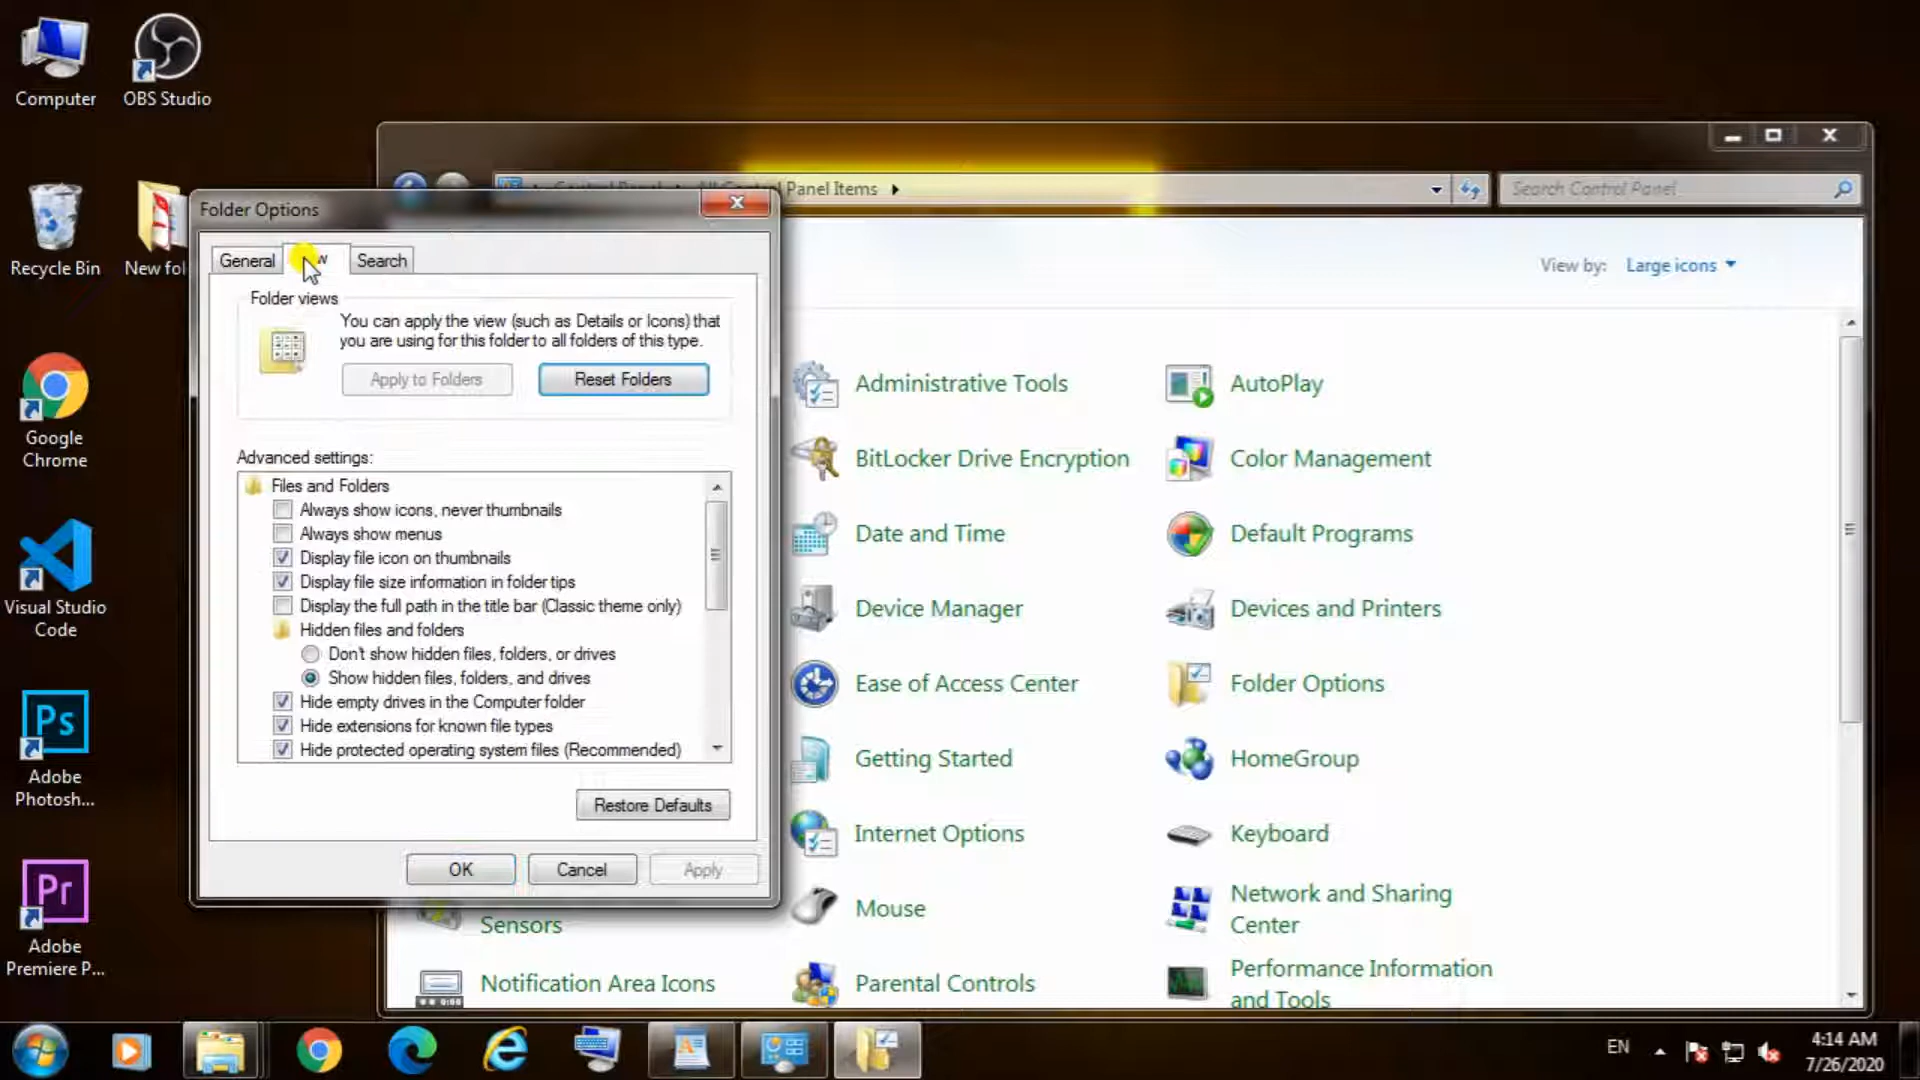 Computer
OBS Studio
Recycle Bin
New fol
Google
Chrome
Visual Studio
Code
Ps
Adobe
Photosh...
Pr
Adobe
Premiere P...
Panel Items
Search Control Panel
Folder Options
General
Search
Folder views
You can apply the view (such as Details or Icons) that
you are using for this folder to all folders of this type.
Apply to Folders
Reset Folders
Advanced settings:
Files and Folders
Always show icons, never thumbnails
Always show menus
Display file icon on thumbnails
Display file size information in folder tips
Display the full path in the title bar (Classic theme only)
Hidden files and folders
Don't show hidden files, folders, or drives
Show hidden files, folders, and drives
Hide empty drives in the Computer folder
Hide extensions for known file types
Hide protected operating system files (Recommended)
Restore Defaults
OK
Cancel
Apply
View by: Large icons
Administrative Tools
AutoPlay
BitLocker Drive Encryption
Color Management
Date and Time
Default Programs
Device Manager
Devices and Printers
Ease of Access Center
Folder Options
Getting Started
HomeGroup
Internet Options
Keyboard
Sensors
Mouse
Network and Sharing
Center
Notification Area Icons
Parental Controls
Performance Information
and Tools
EN
4:14 AM
7/26/2020